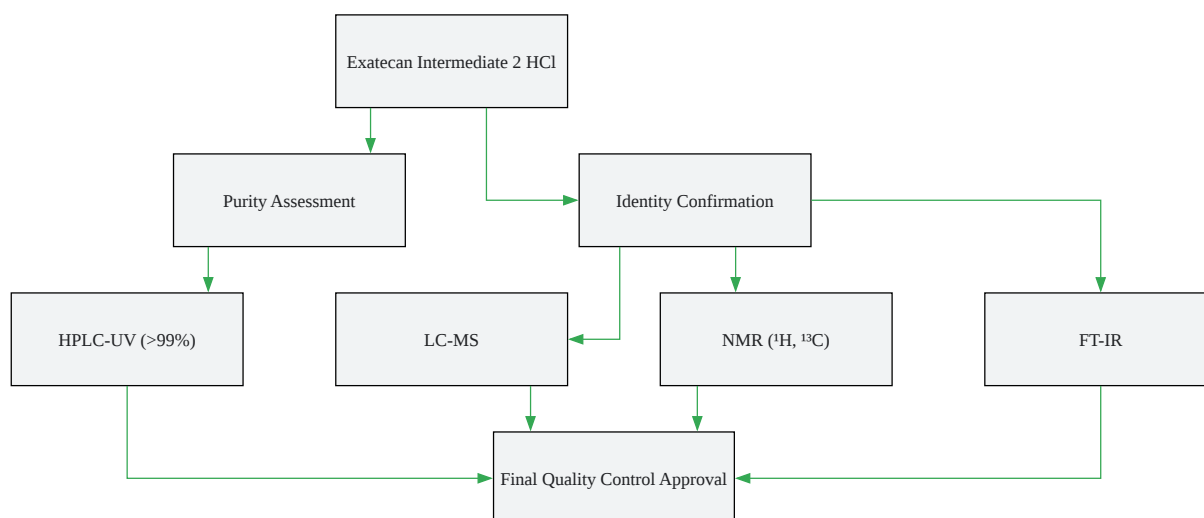 Exatecan Intermediate 2 HCl
Purity Assessment
Identity Confirmation
HPLC-UV (>99%)
LC-MS
NMR (¹H, ¹³C)
FT-IR
Final Quality Control Approval